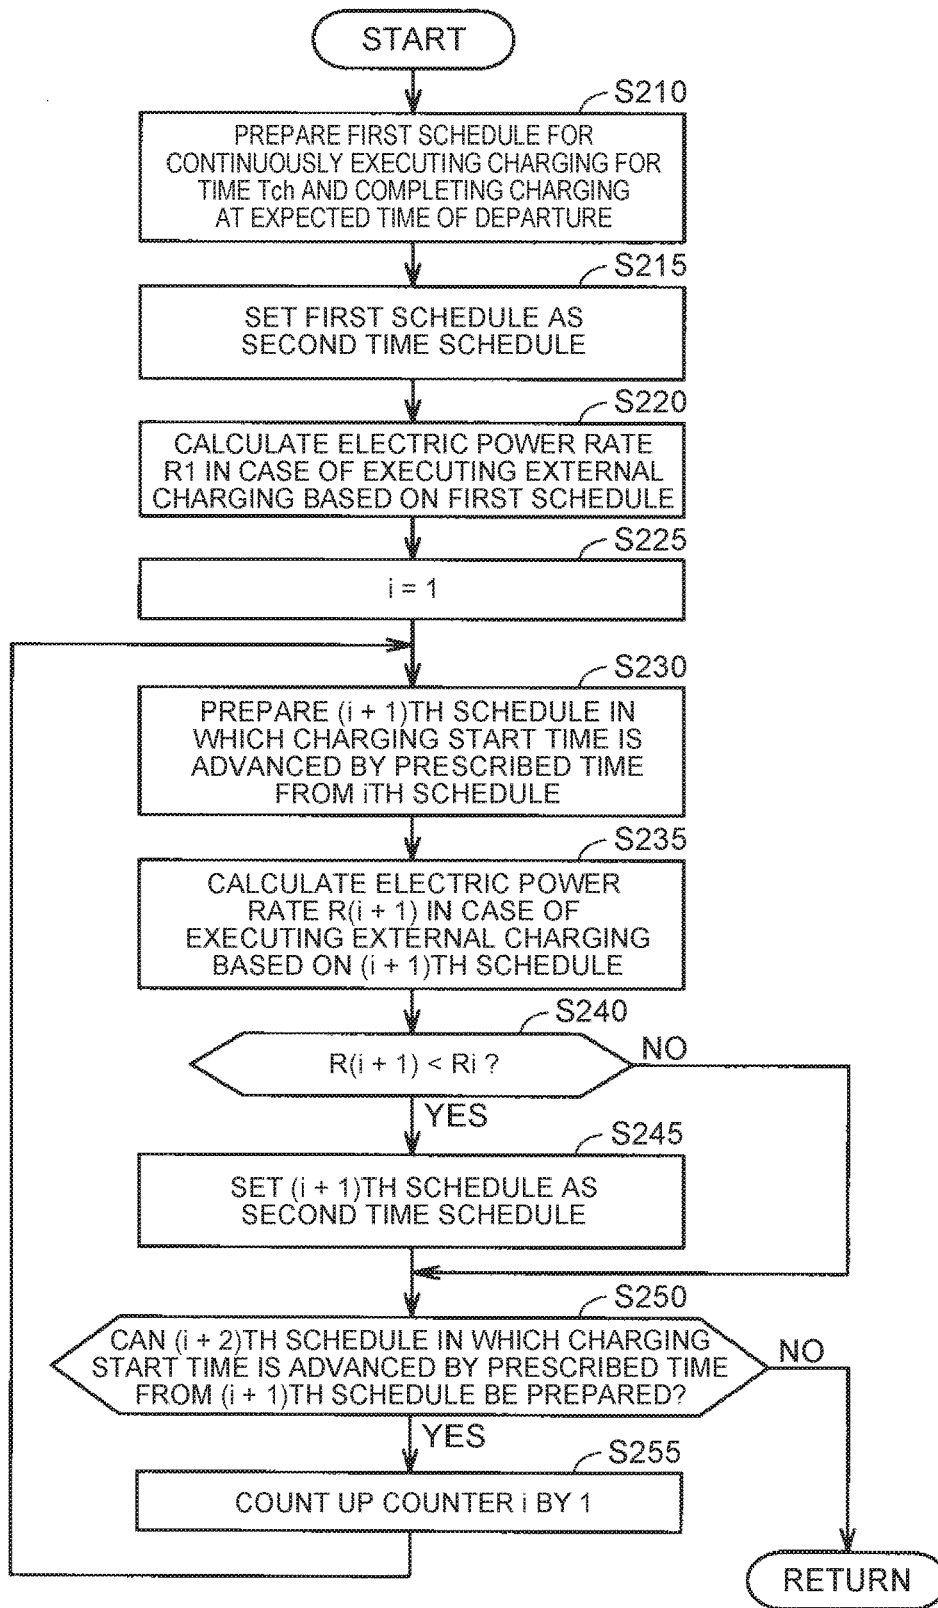 START
S210
PREPARE FIRST SCHEDULE FOR
CONTINUOUSLY EXECUTING CHARGING FOR
TIME Tch AND COMPLETING CHARGING
AT EXPECTED TIME OF DEPARTURE
S215
SET FIRST SCHEDULE AS
SECOND TIME SCHEDULE
S220
CALCULATE ELECTRIC POWER RATE
R1 IN CASE OF EXECUTING EXTERNAL
CHARGING BASED ON FIRST SCHEDULE
S225
i = 1
S230
PREPARE (i + 1)TH SCHEDULE IN
WHICH CHARGING START TIME IS
ADVANCED BY PRESCRIBED TIME
FROM iTH SCHEDULE
S235
CALCULATE ELECTRIC POWER
RATE R(i + 1) IN CASE OF
EXECUTING EXTERNAL CHARGING
BASED ON (i + 1)TH SCHEDULE
S240
R(i + 1) < Ri ?
NO
YES
S245
SET (i + 1)TH SCHEDULE AS
SECOND TIME SCHEDULE
S250
CAN (i + 2)TH SCHEDULE IN WHICH CHARGING
START TIME IS ADVANCED BY PRESCRIBED TIME
FROM (i + 1)TH SCHEDULE BE PREPARED?
NO
YES
S255
COUNT UP COUNTER i BY 1
RETURN